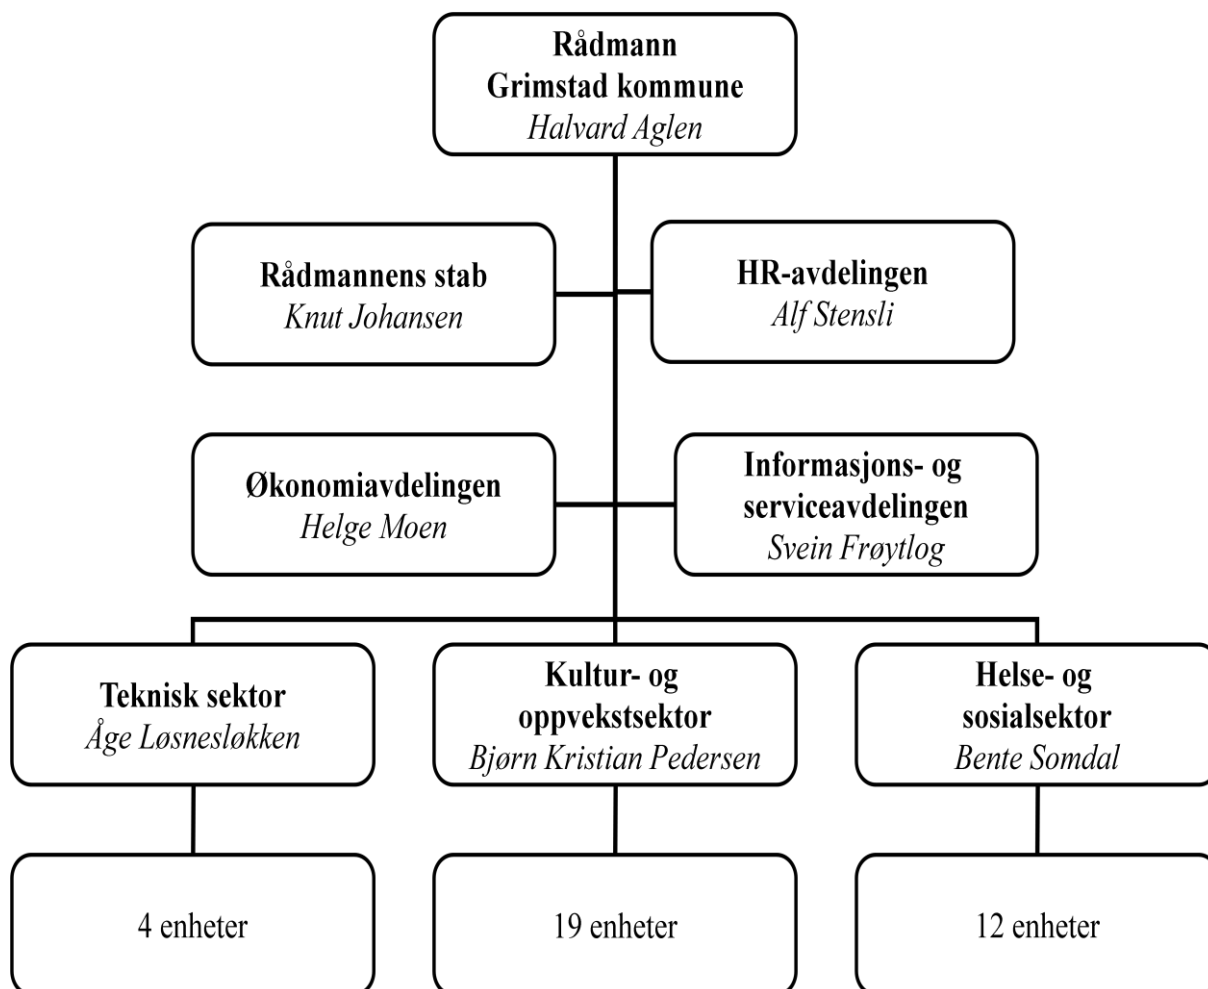 Rådmann
Grimstad kommune
Halvard Aglen
Rådmannens stab
Knut Johansen
HR-avdelingen
Alf Stensli
Økonomiavdelingen
Helge Moen
Informasjons- og
serviceavdelingen
Svein Frøytlog
Teknisk sektor
Åge Løsnesløkken
Kultur- og
oppvekstsektor
Bjørn Kristian Pedersen
Helse- og
sosialsektor
Bente Somdal
4 enheter
19 enheter
12 enheter